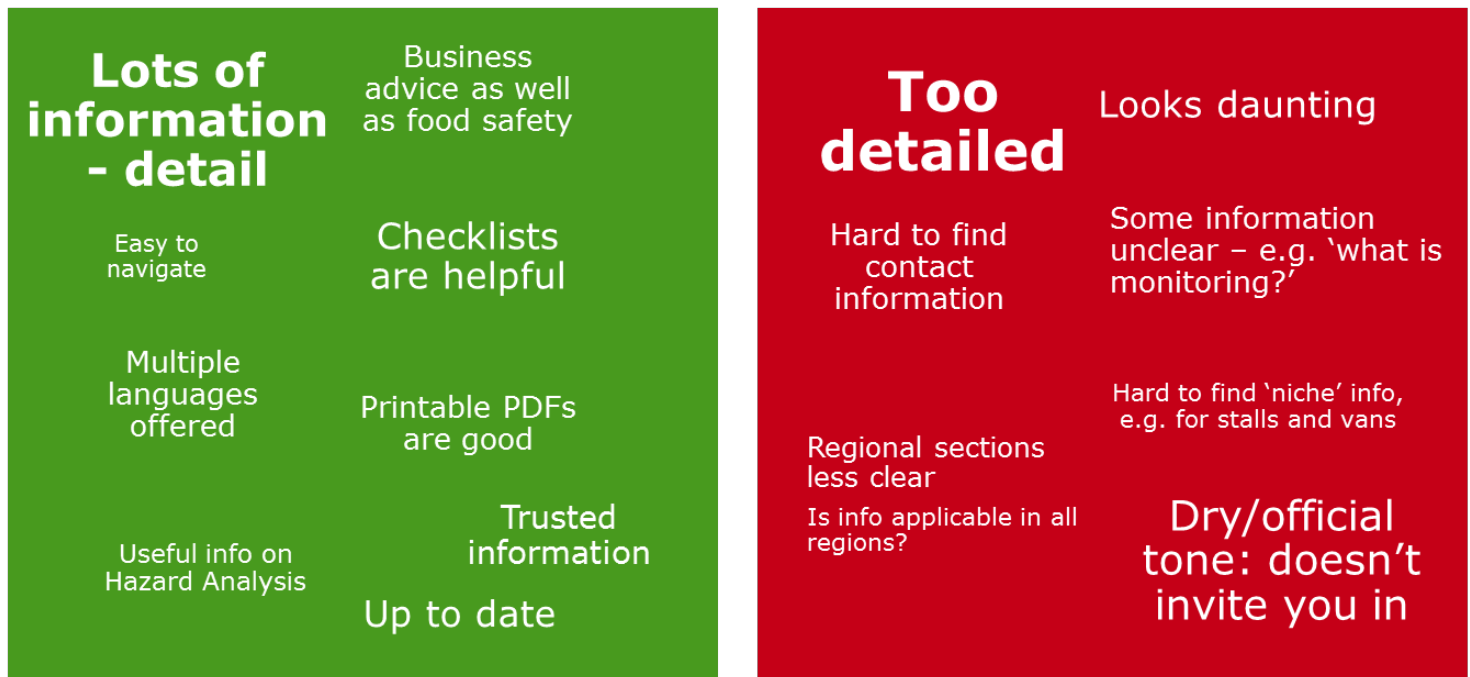 Lots of
information
- detail
Business
advice as well
as food safety
Easy to
navigate
Checklists
are helpful
Multiple
languages
offered
Printable PDFs
are good
Trusted
information
Useful info on
Hazard Analysis
Up to date
Too
detailed
Looks daunting
Hard to find
contact
information
Some information
unclear – e.g. ‘what is
monitoring?’
Hard to find ‘niche’ info,
e.g. for stalls and vans
Regional sections
less clear
Is info applicable in all
regions?
Dry/official
tone: doesn’t
invite you in